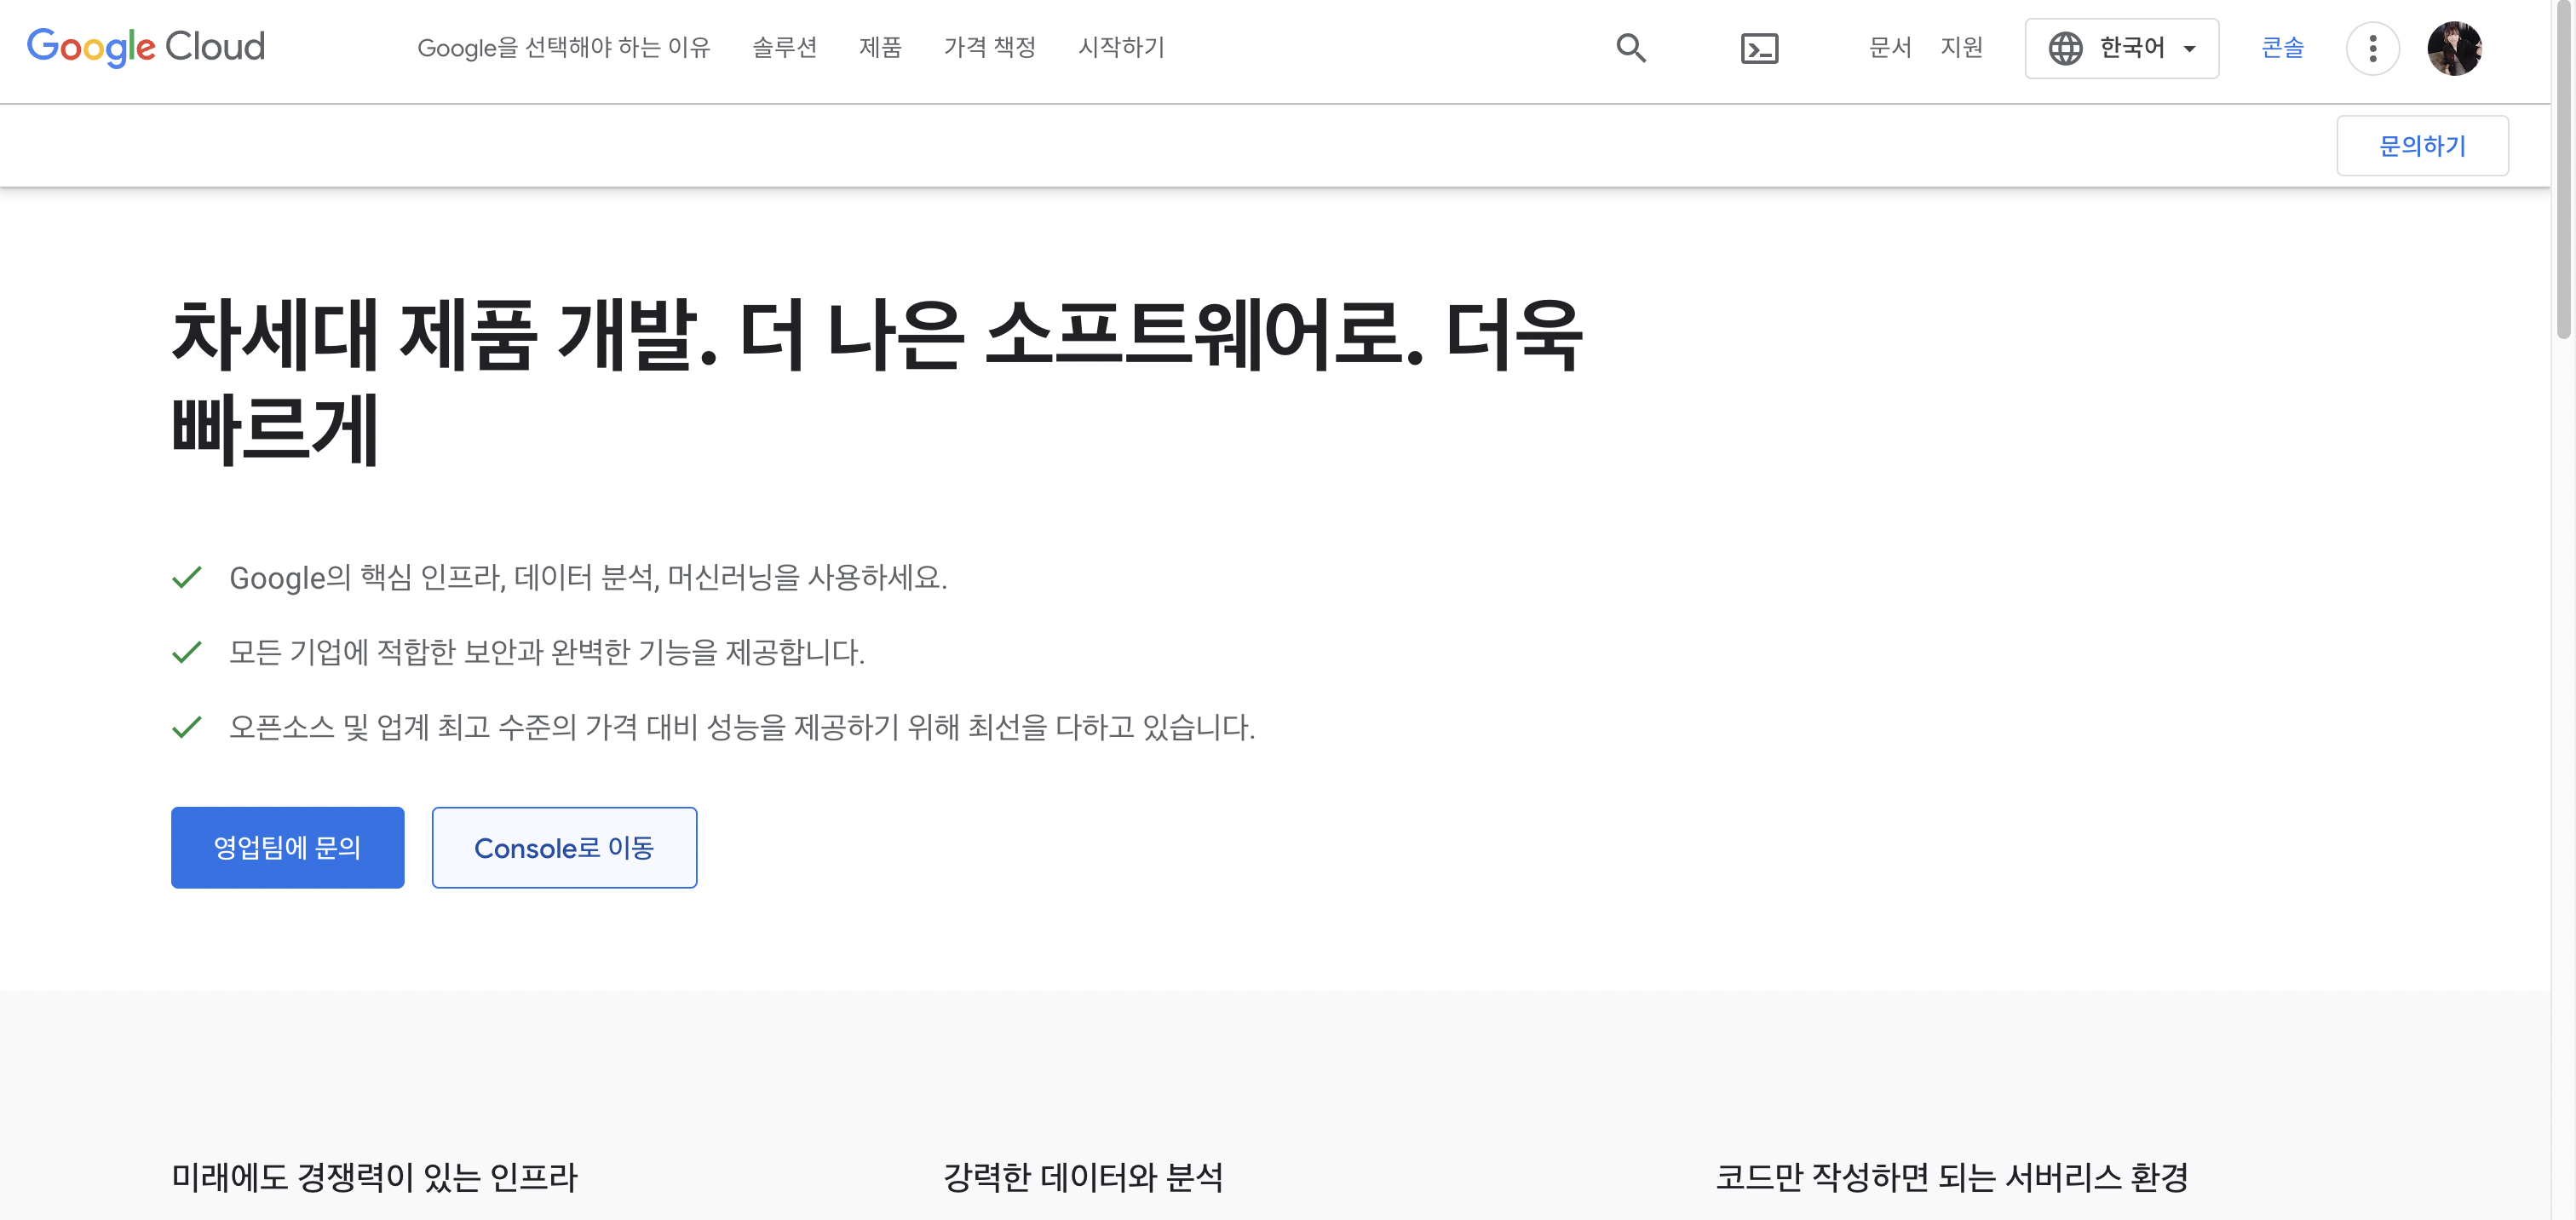 Google Cloud
Google을 선택해야 하는 이유 솔루션 제품 가격 책정 시작하기
문서 지원 한국어 콘솔
문의하기
차세대 제품 개발. 더 나은 소프트웨어로. 더욱
빠르게
Google의 핵심 인프라, 데이터 분석, 머신러닝을 사용하세요.
모든 기업에 적합한 보안과 완벽한 기능을 제공합니다.
오픈소스 및 업계 최고 수준의 가격 대비 성능을 제공하기 위해 최선을 다하고 있습니다.
영업팀에 문의 Console로 이동
미래에도 경쟁력이 있는 인프라 강력한 데이터와 분석 코드만 작성하면 되는 서버리스 환경